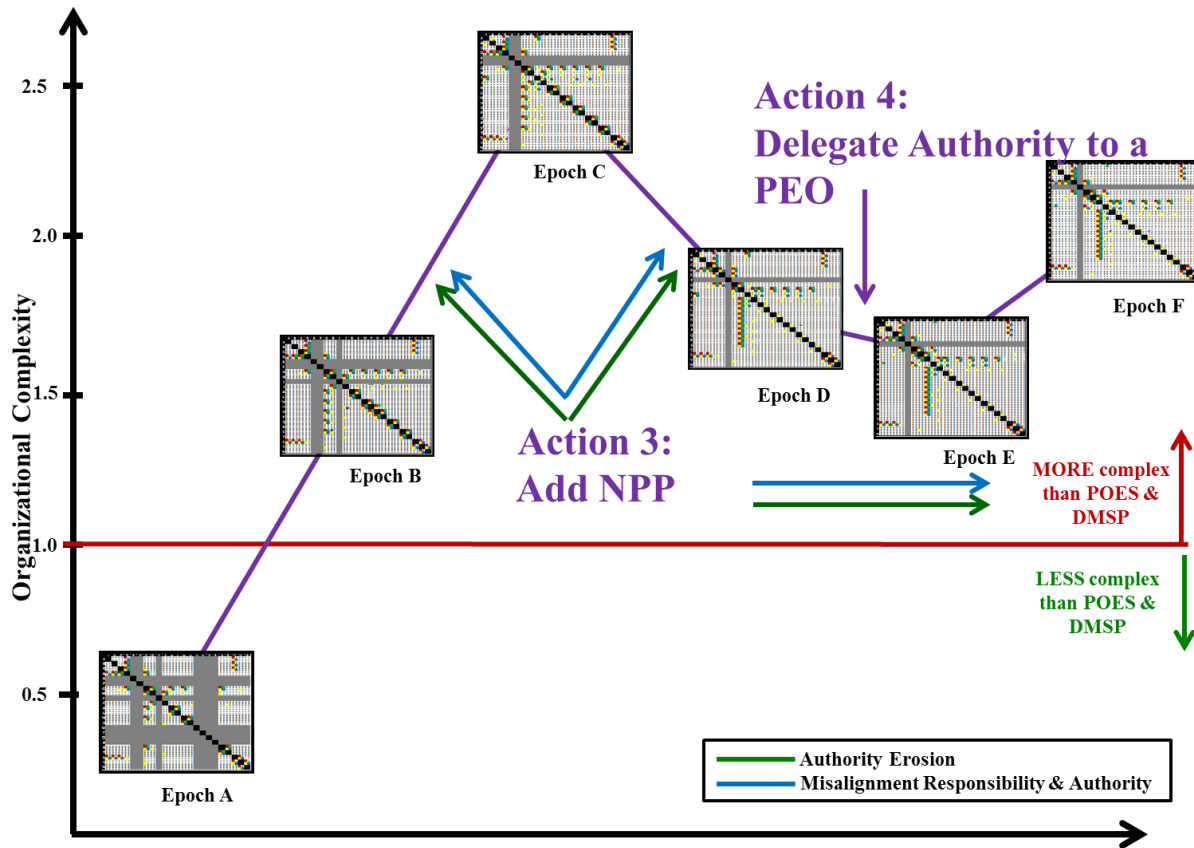 2.5
Epoch C
Action 4:
Delegate Authority to a
PEO
2.0
Epoch F
Organizational Complexity
1.5
Epoch D
Epoch B
Action 3:
Add NPP
Epoch E
MORE complex
than POES &
DMSP
1.0
LESS complex
than POES &
DMSP
0.5
Epoch A
Authority Erosion
Misalignment Responsibility & Authority